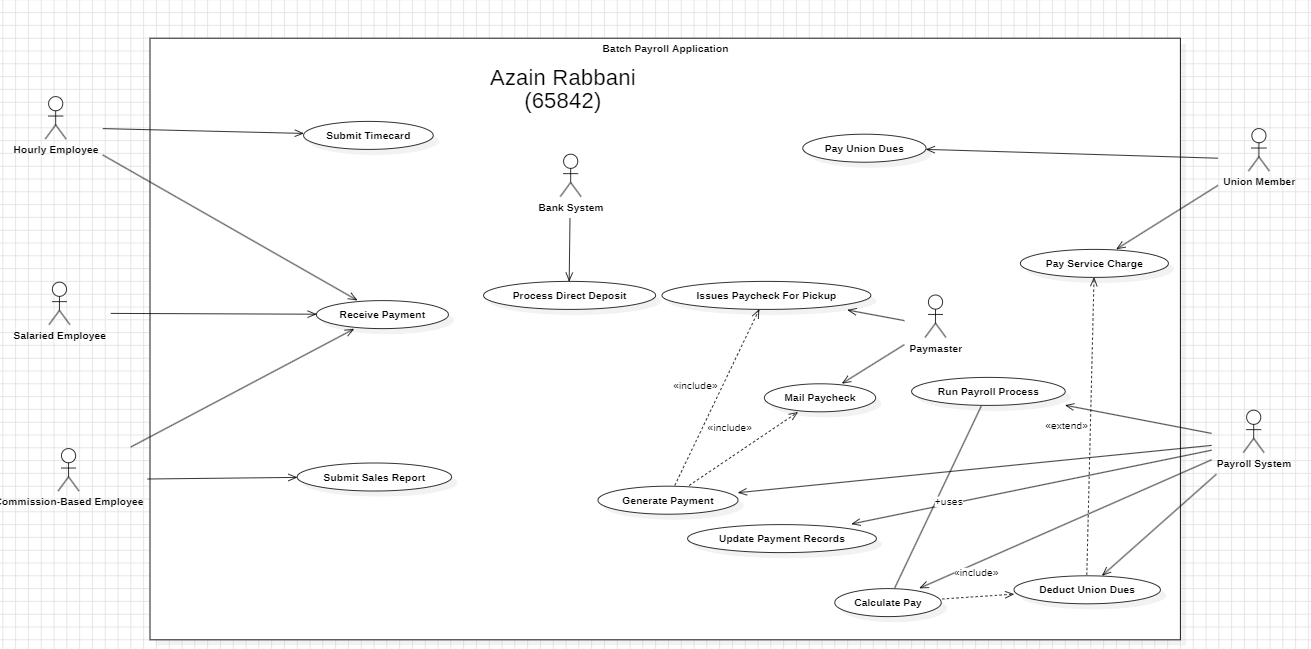 Batch Payroll Application
Azain Rabbani
(65842)
Hourly Employee
Submit Timecard
Pay Union Dues
Union Member
Bank System
Pay Service Charge
Process Direct Deposit
Issues Paycheck For Pickup
Receive Payment
Salaried Employee
Paymaster
«include»
Mail Paycheck
Run Payroll Process
«include»
«extend»
Payroll System
Submit Sales Report
Commission-Based Employee
Generate Payment
+uses
Update Payment Records
«include»
Calculate Pay
Deduct Union Dues